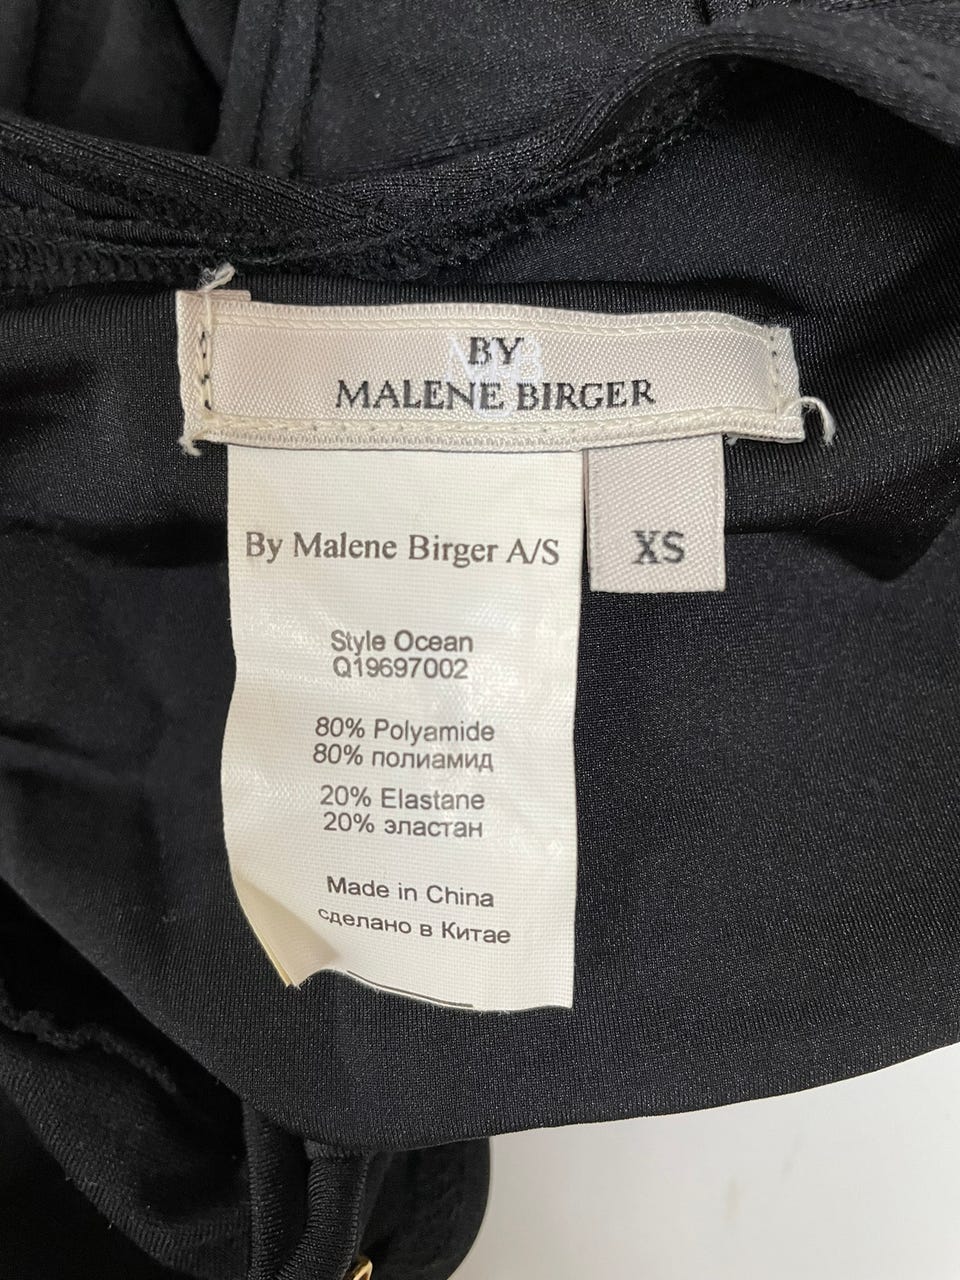 BY
MALENE BIRGER
XS
By Malene Birger A/S
Style Ocean
Q19697002
80% Polyamide
80% полиамид
20% Elastane
20% эластан
Made in China
сделано в Китае